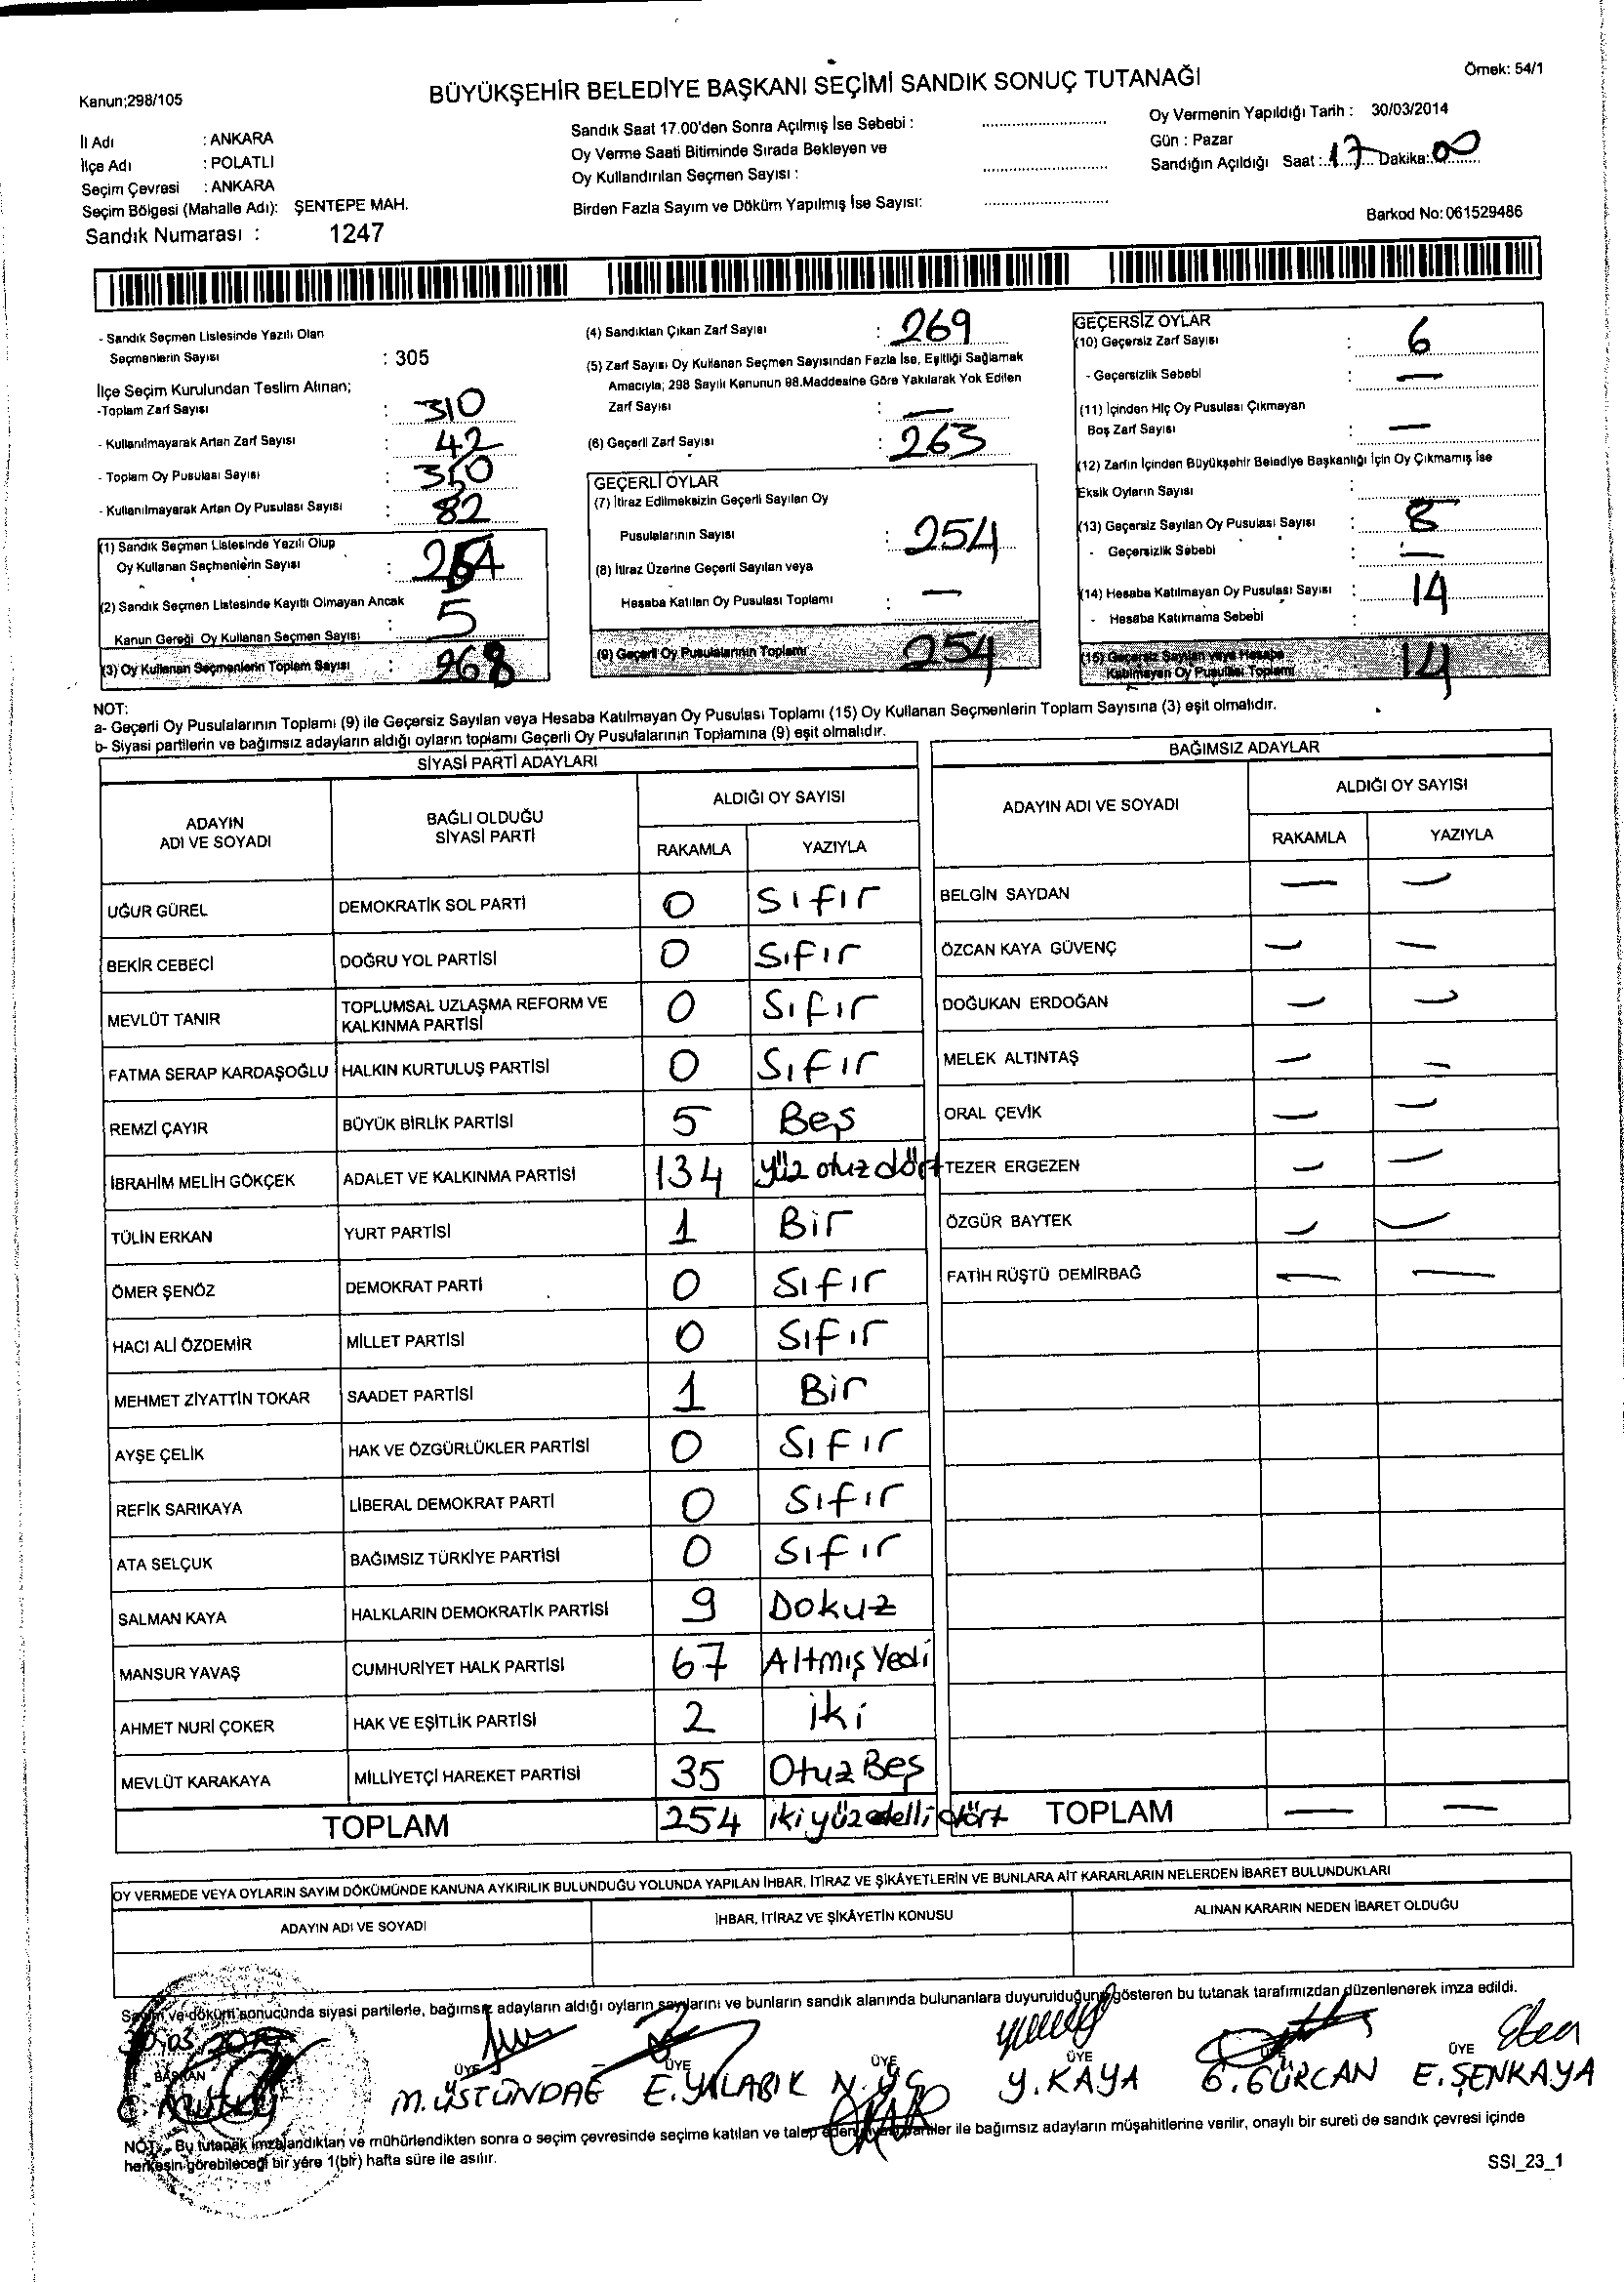 Örnek: 54/1
Kanun;298/105
BÜYÜKŞEHİR BELEDİYE BAŞKANI SEÇİMİ SANDIK SONUÇ TUTANAĞI
İl Adı : ANKARA
İlçe Adı : POLATLI
Seçim Çevresi : ANKARA
Seçim Bölgesi (Mahalle Adı): ŞENTEPE MAH.
Sandık Numarası : 1247
Sandık Saat 17.00'den Sonra Açılmış İse Sebebi :
Oy Verme Saati Bitiminde Sırada Bekleyen ve
Oy Kullandırılan Seçmen Sayısı :
Birden Fazla Sayım ve Döküm Yapılmış İse Sayısı:
Oy Vermenin Yapıldığı Tarih : 30/03/2014
Gün : Pazar
Sandığın Açıldığı Saat : 17 Dakika: 00
Barkod No: 061529486
- Sandık Seçmen Listesinde Yazılı Olan
Seçmenlerin Sayısı : 305
İlçe Seçim Kurulundan Teslim Alınan;
-Toplam Zarf Sayısı : 310
- Kullanılmayarak Artan Zarf Sayısı : 42
- Toplam Oy Pusulası Sayısı : 350
- Kullanılmayarak Artan Oy Pusulası Sayısı : 82
(1) Sandık Seçmen Listesinde Yazılı Olup
Oy Kullanan Seçmenlerin Sayısı :
(2) Sandık Seçmen Listesinde Kayıtlı Olmayan Ancak
Kanun Gereği Oy Kullanan Seçmen Sayısı : 5
(3) Oy Kullanan Seçmenlerin Toplam Sayısı : 268
(4) Sandıktan Çıkan Zarf Sayısı : 269
(5) Zarf Sayısı Oy Kullanan Seçmen Sayısından Fazla İse, Eşitliği Sağlamak
Amacıyla; 298 Sayılı Kanunun 98.Maddesine Göre Yakılarak Yok Edilen
Zarf Sayısı : —
(6) Geçerli Zarf Sayısı : 263
GEÇERLİ OYLAR
(7) İtiraz Edilmeksizin Geçerli Sayılan Oy
Pusulalarının Sayısı : 254
(8) İtiraz Üzerine Geçerli Sayılan veya
Hesaba Katılan Oy Pusulası Toplamı : —
(9) Geçerli Oy Pusulalarının Toplamı 254
GEÇERSİZ OYLAR
(10) Geçersiz Zarf Sayısı : 6
- Geçersizlik Sebebi : —
(11) İçinden Hiç Oy Pusulası Çıkmayan
Boş Zarf Sayısı : —
(12) Zarfın İçinden Büyükşehir Belediye Başkanlığı İçin Oy Çıkmamış İse
Eksik Oyların Sayısı :
(13) Geçersiz Sayılan Oy Pusulası Sayısı : 8
- Geçersizlik Sebebi : —
(14) Hesaba Katılmayan Oy Pusulası Sayısı : 14
- Hesaba Katılmama Sebebi :
(15) Geçersiz Sayılan veya Hesaba
Katılmayan Oy Pusulası Toplamı 14
NOT:
a- Geçerli Oy Pusulalarının Toplamı (9) ile Geçersiz Sayılan veya Hesaba Katılmayan Oy Pusulası Toplamı (15) Oy Kullanan Seçmenlerin Toplam Sayısına (3) eşit olmalıdır.
b- Siyasi partilerin ve bağımsız adayların aldığı oyların toplamı Geçerli Oy Pusulalarının Toplamına (9) eşit olmalıdır.
SİYASİ PARTİ ADAYLARI
ADAYIN ADI VE SOYADI BAĞLI OLDUĞU SİYASİ PARTİ ALDIĞI OY SAYISI
RAKAMLA YAZIYLA
UĞUR GÜREL DEMOKRATİK SOL PARTİ 0 Sıfır
BEKİR CEBECİ DOĞRU YOL PARTİSİ 0 Sıfır
MEVLÜT TANIR TOPLUMSAL UZLAŞMA REFORM VE KALKINMA PARTİSİ 0 Sıfır
FATMA SERAP KARDAŞOĞLU HALKIN KURTULUŞ PARTİSİ 0 Sıfır
REMZİ ÇAYIR BÜYÜK BİRLİK PARTİSİ 5 Beş
İBRAHİM MELİH GÖKÇEK ADALET VE KALKINMA PARTİSİ 134 yüz otuz dört
TÜLİN ERKAN YURT PARTİSİ 1 Bir
ÖMER ŞENÖZ DEMOKRAT PARTİ 0 Sıfır
HACI ALİ ÖZDEMİR MİLLET PARTİSİ 0 Sıfır
MEHMET ZİYATTİN TOKAR SAADET PARTİSİ 1 Bir
AYŞE ÇELİK HAK VE ÖZGÜRLÜKLER PARTİSİ 0 Sıfır
REFİK SARIKAYA LİBERAL DEMOKRAT PARTİ 0 Sıfır
ATA SELÇUK BAĞIMSIZ TÜRKİYE PARTİSİ 0 Sıfır
SALMAN KAYA HALKLARIN DEMOKRATİK PARTİSİ 9 Dokuz
MANSUR YAVAŞ CUMHURİYET HALK PARTİSİ 67 Altmış Yedi
AHMET NURİ ÇOKER HAK VE EŞİTLİK PARTİSİ 2 iki
MEVLÜT KARAKAYA MİLLİYETÇİ HAREKET PARTİSİ 35 Otuz Beş
TOPLAM 254 iki yüz elli dört
BAĞIMSIZ ADAYLAR
ADAYIN ADI VE SOYADI ALDIĞI OY SAYISI
RAKAMLA YAZIYLA
BELGİN SAYDAN — —
ÖZCAN KAYA GÜVENÇ — —
DOĞUKAN ERDOĞAN — —
MELEK ALTINTAŞ — —
ORAL ÇEVİK — —
TEZER ERGEZEN — —
ÖZGÜR BAYTEK — —
FATİH RÜŞTÜ DEMİRBAĞ — —
TOPLAM — —
OY VERMEDE VEYA OYLARIN SAYIM DÖKÜMÜNDE KANUNA AYKIRILIK BULUNDUĞU YOLUNDA YAPILAN İHBAR, İTİRAZ VE ŞİKÂYETLERİN VE BUNLARA AİT KARARLARIN NELERDEN İBARET BULUNDUKLARI
ADAYIN ADI VE SOYADI İHBAR, İTİRAZ VE ŞİKÂYETİN KONUSU ALINAN KARARIN NEDEN İBARET OLDUĞU
Sayım ve döküm sonucunda siyasi partilerle, bağımsız adayların aldığı oyların sayılarını ve bunların sandık alanında bulunanlara duyurulduğunu gösteren bu tutanak tarafımızdan düzenlenerek imza edildi.
30.03.2014
BAŞKAN ÜYE ÜYE ÜYE ÜYE ÜYE
M. ÜSTÜNDAĞ E. YALABIK Y. KAYA GÜRCAN E. ŞENKAYA
NOT: Bu tutanak imzalandıktan ve mühürlendikten sonra o seçim çevresinde seçime katılan ve talep eden siyasi partiler ile bağımsız adayların müşahitlerine verilir, onaylı bir sureti de sandık çevresi içinde
herkesin görebileceği bir yere 1(bir) hafta süre ile asılır.
SSI_23_1